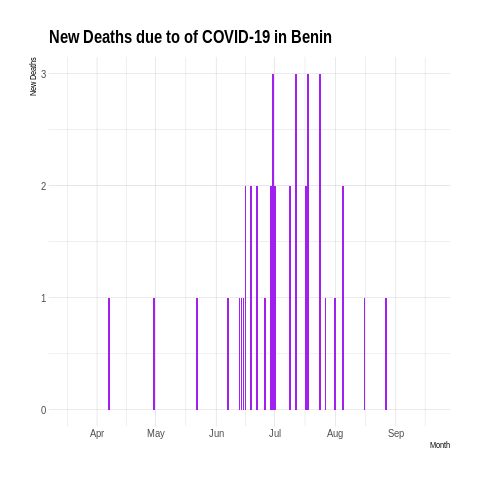 New Deaths due to of COVID-19 in Benin
New Deaths
3
2
1
0
Apr May Jun Jul Aug Sep
Month